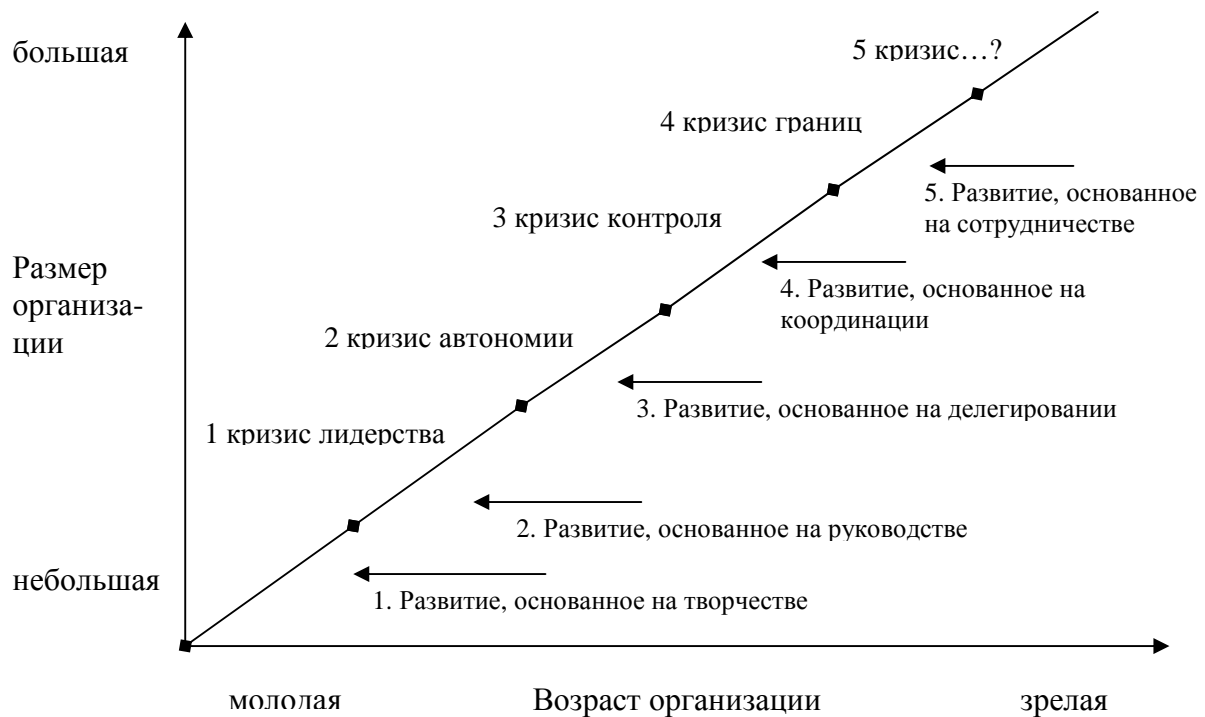 большая
5 кризис…?
4 кризис границ
5. Развитие, основанное
на сотрудничестве
3 кризис контроля
Размер
организа-
ции
4. Развитие, основанное на
координации
2 кризис автономии
3. Развитие, основанное на делегировании
1 кризис лидерства
2. Развитие, основанное на руководстве
небольшая
1. Развитие, основанное на творчестве
молодая
Возраст организации
зрелая